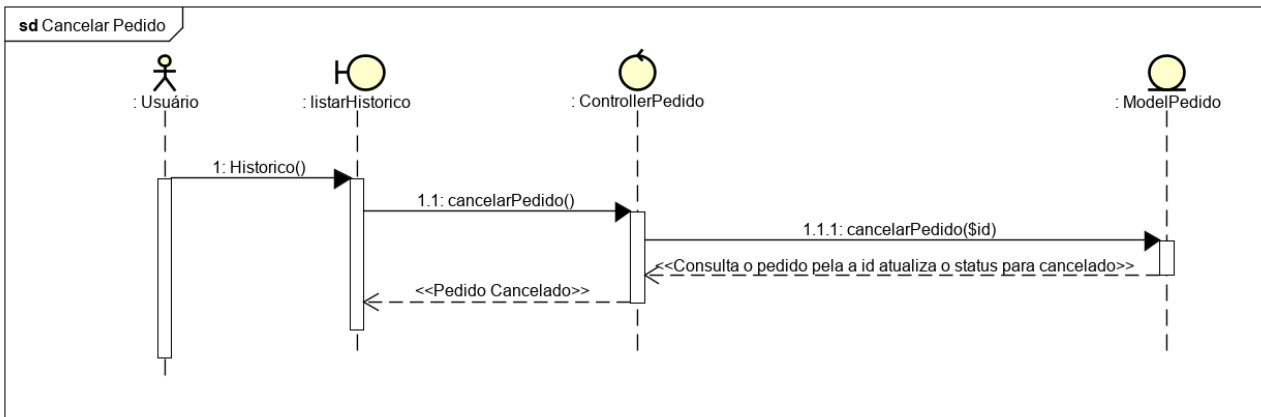 sd Cancelar Pedido
: Usuário
: listarHistorico
: ControllerPedido
: ModelPedido
1: Historico()
1.1: cancelarPedido()
1.1.1: cancelarPedido($id)
<<Consulta o pedido pela a id atualiza o status para cancelado>>
<<Pedido Cancelado>>